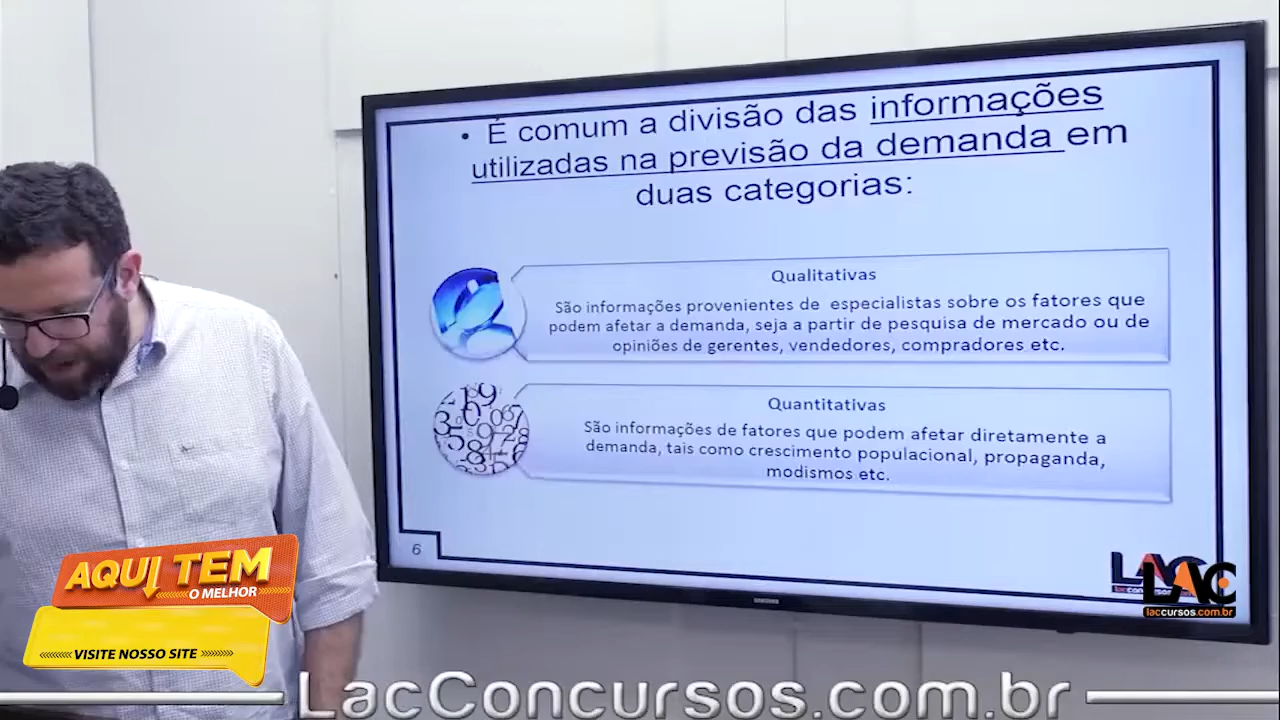 • É comum a divisão das informações
utilizadas na previsão da demanda em
duas categorias:
Qualitativas
São informações provenientes de especialistas sobre os fatores que
podem afetar a demanda, seja a partir de pesquisa de mercado ou de
opiniões de gerentes, vendedores, compradores etc.
Quantitativas
São informações de fatores que podem afetar diretamente a
demanda, tais como crescimento populacional, propaganda,
modismos etc.
6
LAC
LAC
laccursos.com.br
SAMSUNG
AQUI TEM
O MELHOR
VISITE NOSSO SITE
LacConcursos.com.br